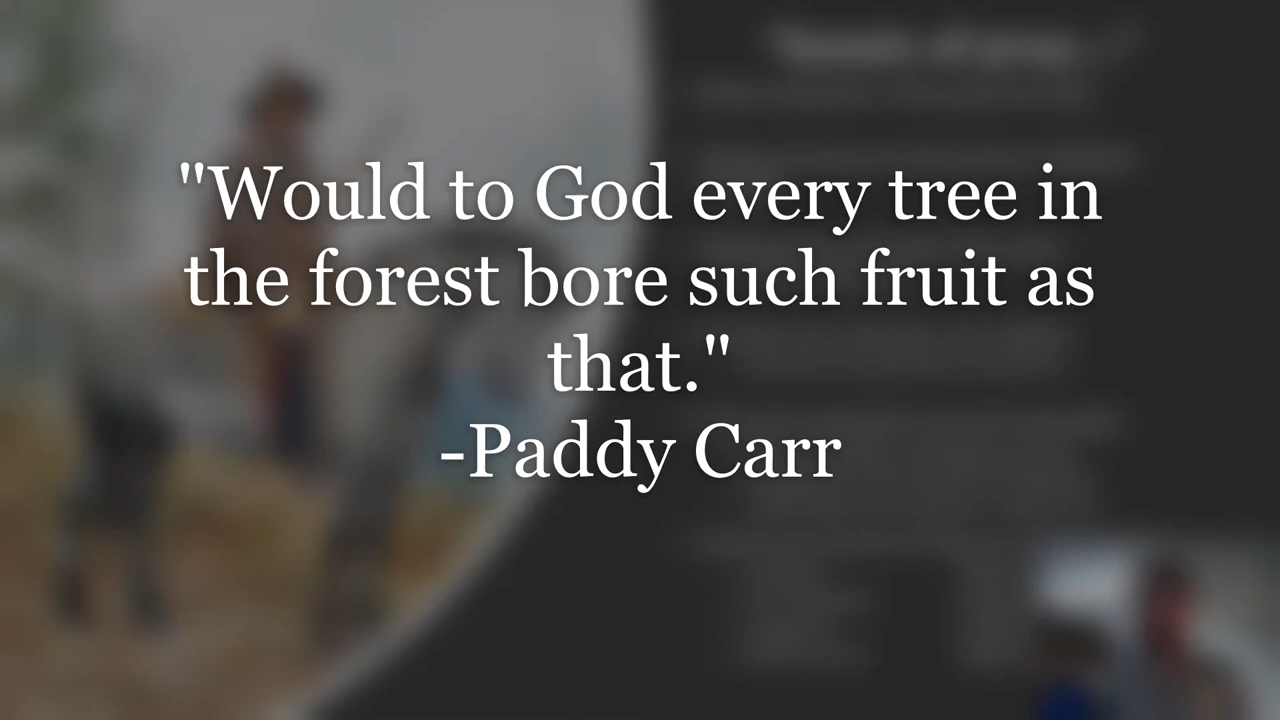 "Would to God every tree in
the forest bore such fruit as
that."
-Paddy Carr